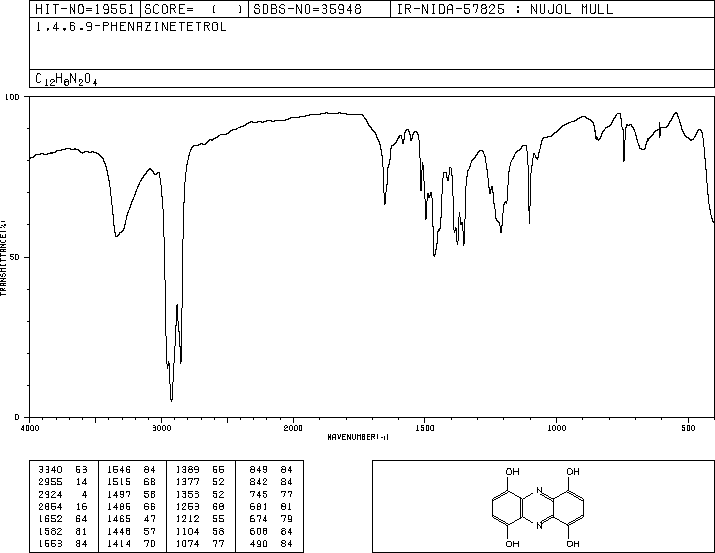 HIT-NO=19551 SCORE= ( ) SDBS-NO=35948 IR-NIDA-57825 : NUJOL MULL
1,4,6,9-PHENAZINETETROL
C12H8N2O4
100
50
0
TRANSMITTANCE(%)
4000 3000 2000 1500 1000 500
WAVENUMBER(-1)
3340 53 1546 84 1389 55 849 84
2955 14 1515 68 1377 52 842 84
2924 4 1497 58 1353 52 745 77
2854 16 1486 66 1253 68 681 81
1652 64 1465 47 1212 55 674 79
1582 81 1448 57 1104 58 608 84
1553 84 1414 70 1074 77 490 84
OH OH
N
N
OH OH